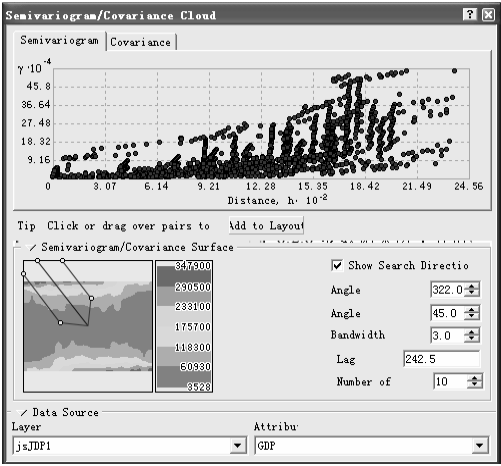 Semivariogram/Covariance Cloud
Semivariogram Covariance
γ·10⁻⁴
45.8
36.64
27.48
18.32
9.16
0 3.07 6.14 9.21 12.28 15.35 18.42 21.49 24.56
Distance, h· 10⁻²
Tip Click or drag over pairs to Add to Layout
Semivariogram/Covariance Surface
347900
290500
233100
175700
118300
60930
3528
Show Search Directio
Angle 322.0
Angle 45.0
Bandwidth 3.0
Lag 242.5
Number of 10
Data Source
Layer Attribu
jsJDP1 GDP